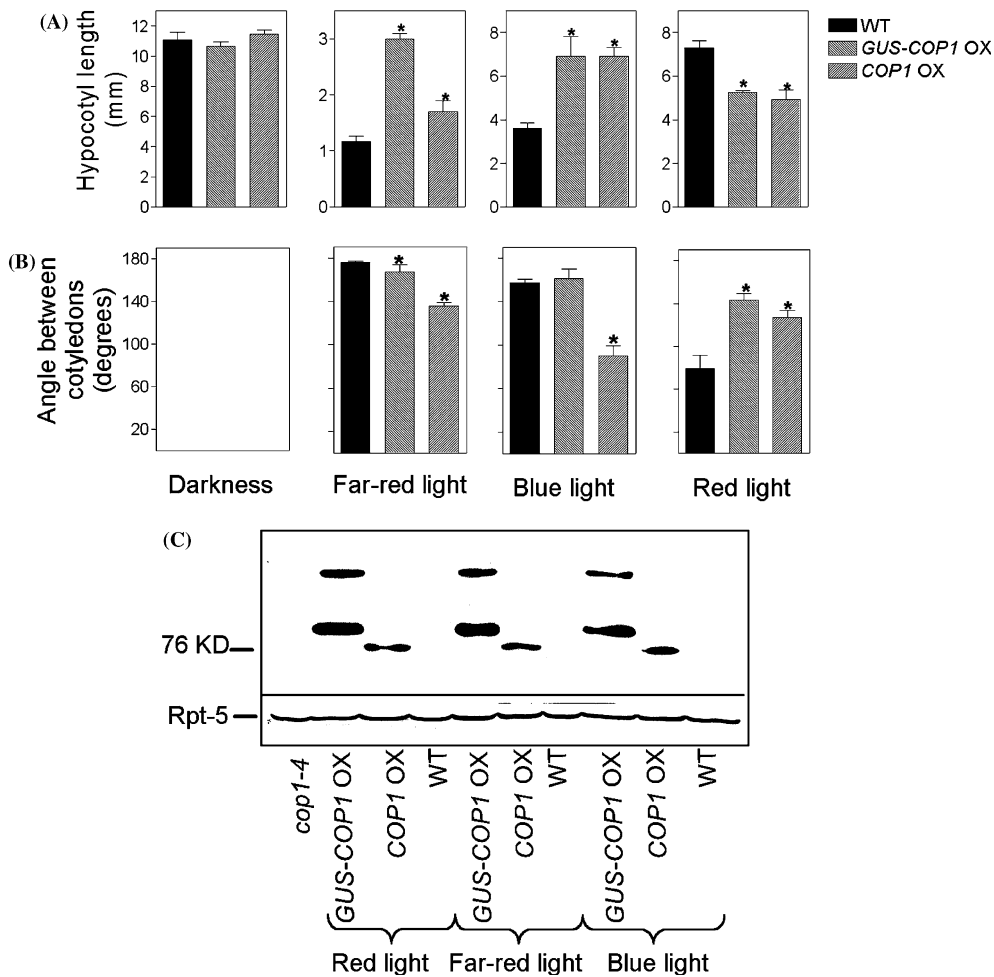 (A)
Hypocotyl length
(mm)
12
10
8
6
4
2
0
3
2
1
0
*
*
8
6
4
2
0
*
*
8
6
4
2
0
*
*
WT
GUS-COP1 OX
COP1 OX
(B)
Angle between
cotyledons
(degrees)
180
140
100
60
20
*
*
*
*
*
Darkness
Far-red light
Blue light
Red light
(C)
76 KD
Rpt-5
cop1-4
GUS-COP1 OX
COP1 OX
WT
GUS-COP1 OX
COP1 OX
WT
GUS-COP1 OX
COP1 OX
WT
Red light
Far-red light
Blue light